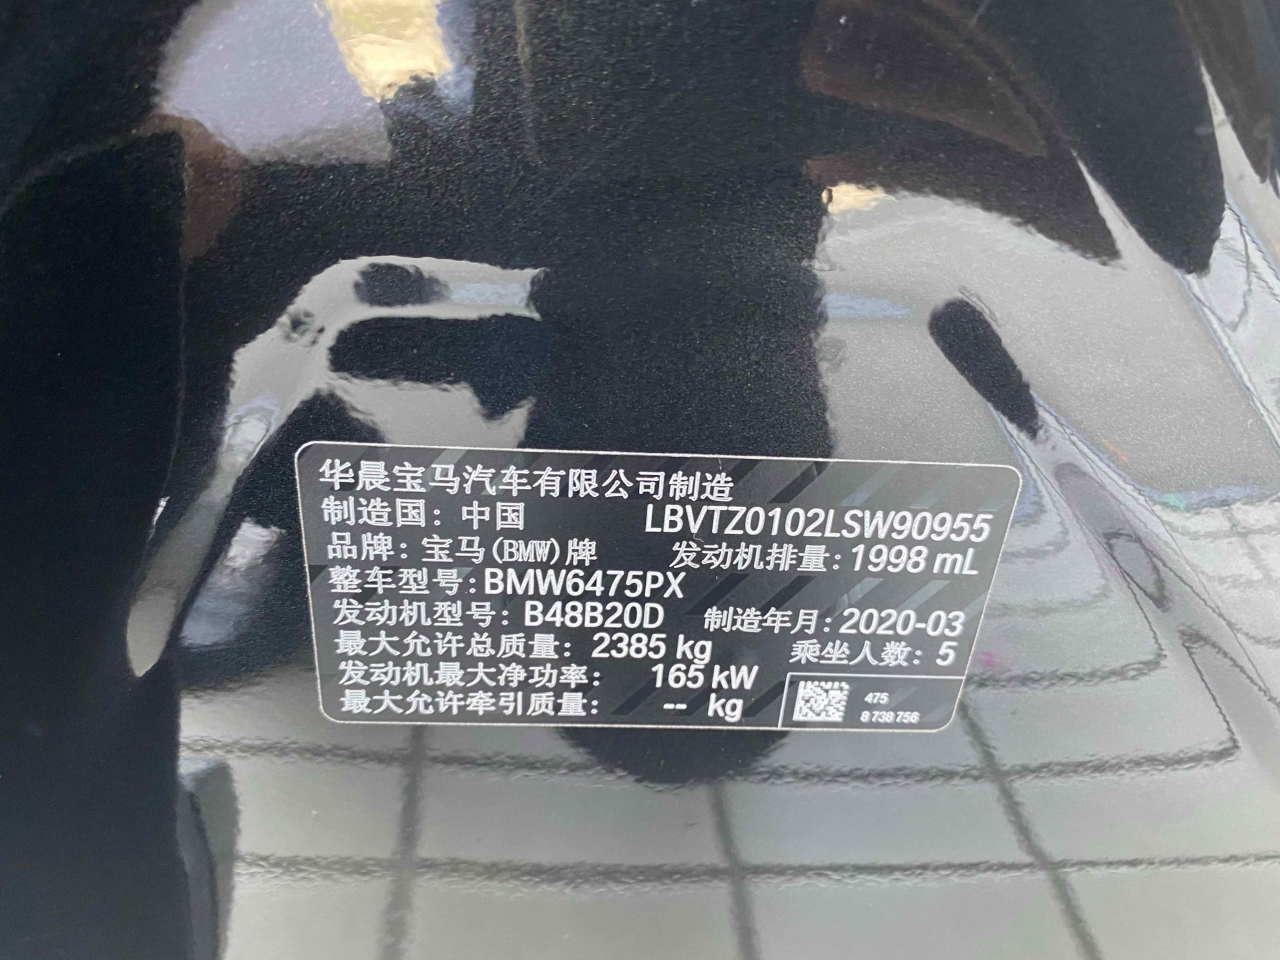 华晨宝马汽车有限公司制造
制造国：中国 LBVTZ0102LSW90955
品牌：宝马(BMW)牌 发动机排量：1998 mL
整车型号：BMW6475PX
发动机型号：B48B20D 制造年月：2020-03
最大允许总质量：2385 kg 乘坐人数：5
发动机最大净功率：165 kW
最大允许牵引质量：-- kg
475
8 738 756